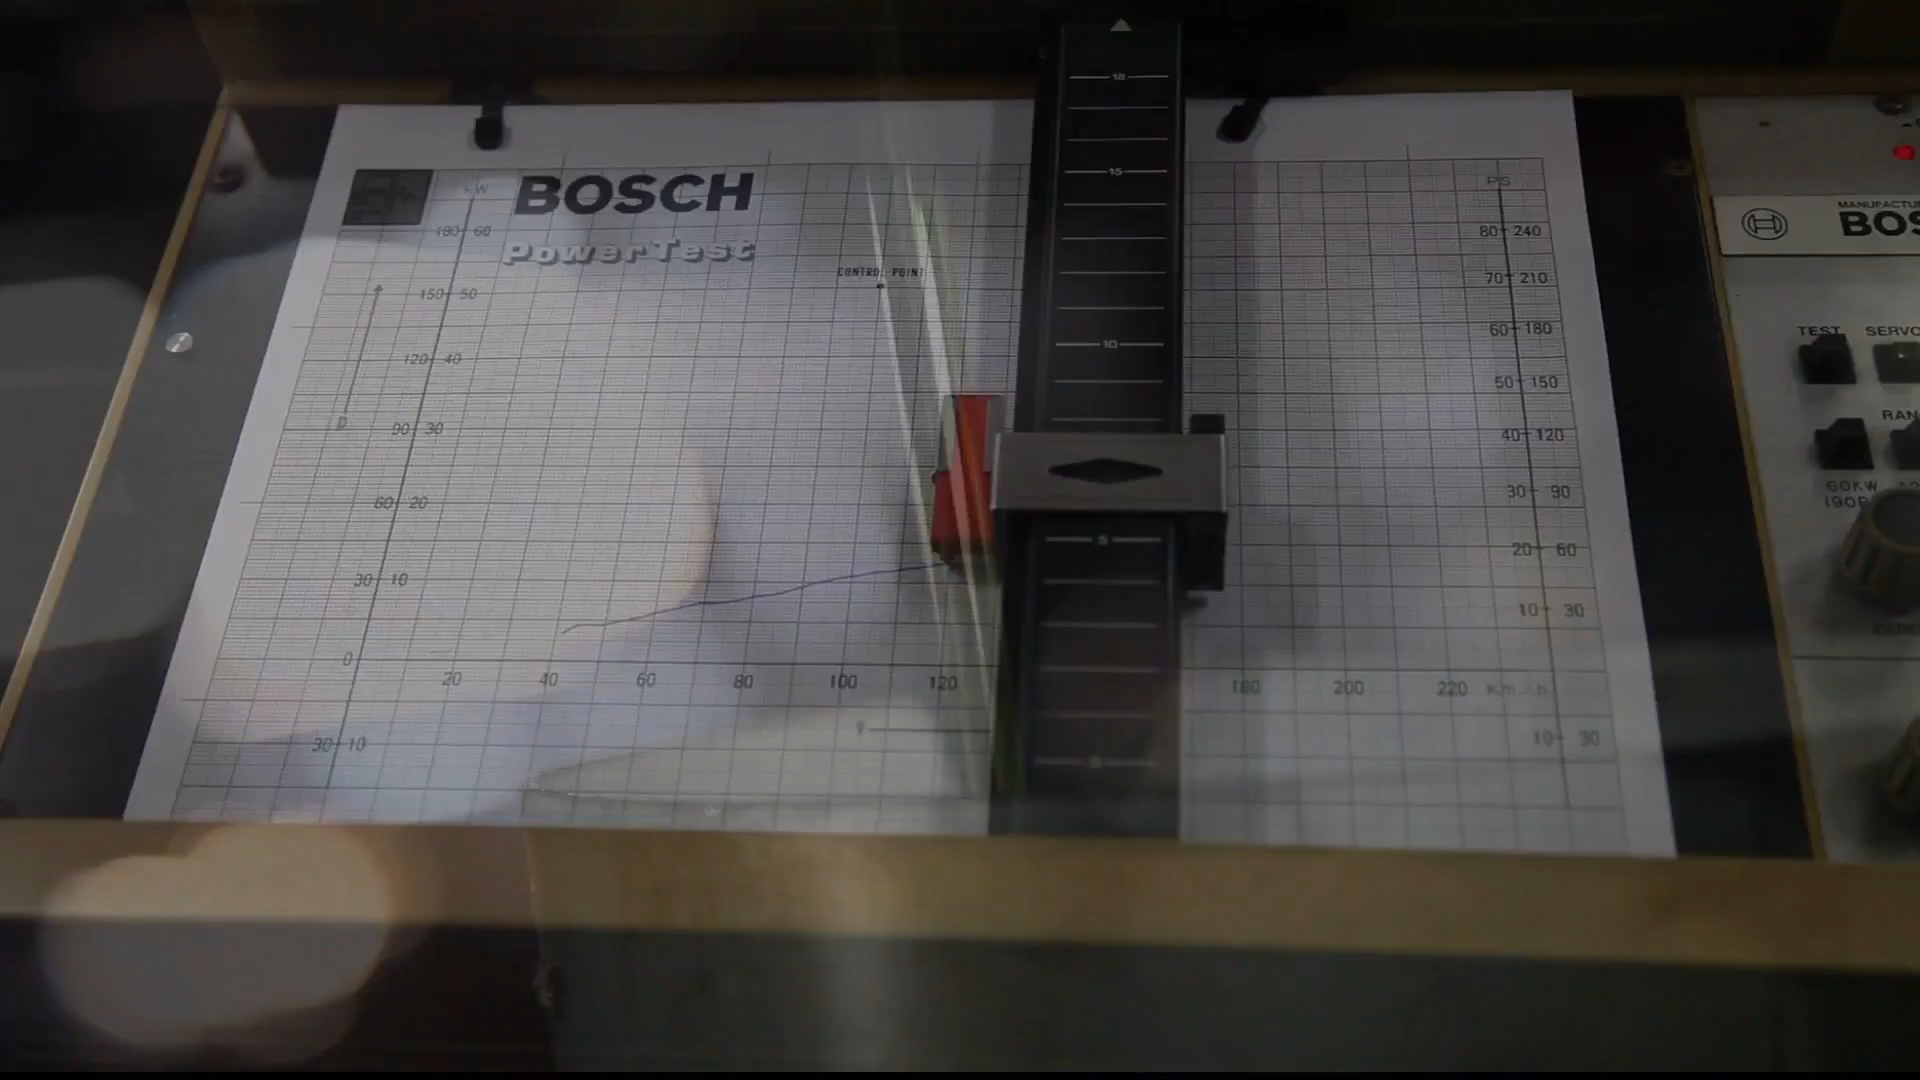 BOSCH
PowerTest
KW
180 60
150 50
120 40
90 30
60 20
30 10
0
30 10
CONTROL POINT
20 40 60 80 100 120 180 200 220 Km/h
PS
80 240
70 210
60 180
50 150
40 120
30 90
20 60
10 30
10 30
15
10
5
TEST
60KW